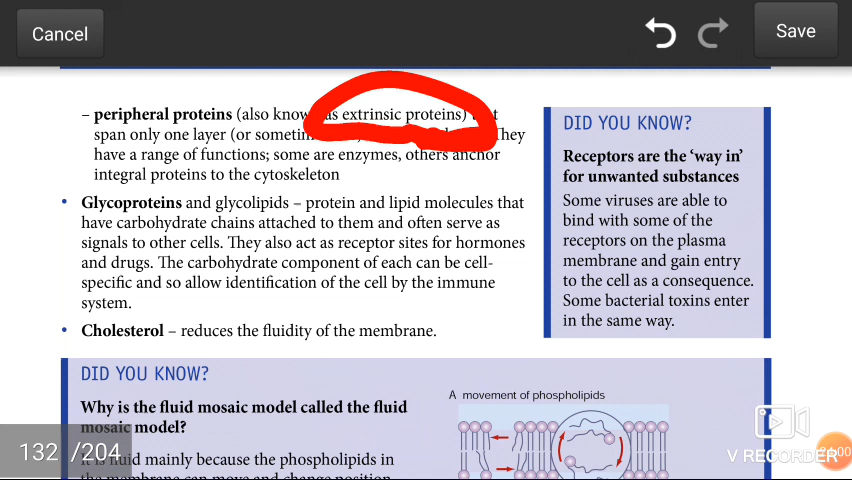 Cancel
Save
– peripheral proteins (also know as extrinsic proteins)
span only one layer (or They
have a range of functions; some are enzymes, others anchor
integral proteins to the cytoskeleton
• Glycoproteins and glycolipids – protein and lipid molecules that
have carbohydrate chains attached to them and often serve as
signals to other cells. They also act as receptor sites for hormones
and drugs. The carbohydrate component of each can be cell-
specific and so allow identification of the cell by the immune
system.
• Cholesterol – reduces the fluidity of the membrane.
DID YOU KNOW?
Receptors are the ‘way in’
for unwanted substances
Some viruses are able to
bind with some of the
receptors on the plasma
membrane and gain entry
to the cell as a consequence.
Some bacterial toxins enter
in the same way.
DID YOU KNOW?
Why is the fluid mosaic model called the fluid
mosaic model?
is fluid mainly because the phospholipids in
the membrane can move and change position
A movement of phospholipids
132 /204
V RECORDER